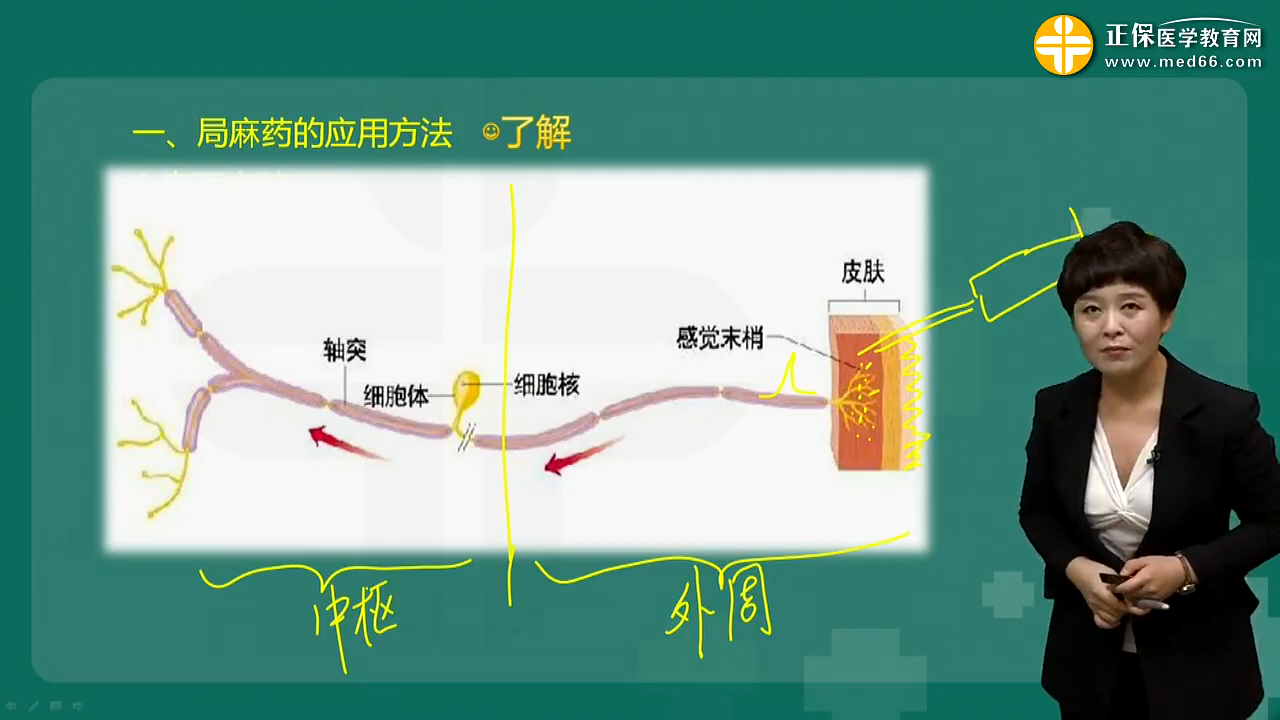 正保医学教育网
www.med66.com
一、局麻药的应用方法 了解
皮肤
感觉末梢
轴突
细胞体
细胞核
中枢
外周